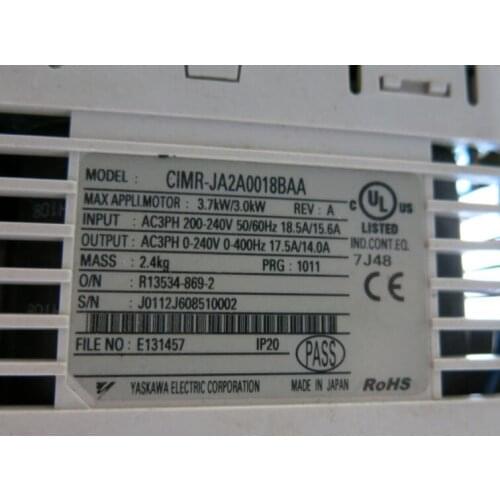 MODEL : CIMR-JA2A0018BAA
MAX APPLI.MOTOR : 3.7kW/3.0kW REV : A
INPUT : AC3PH 200-240V 50/60Hz 18.5A/15.6A
OUTPUT : AC3PH 0-240V 0-400Hz 17.5A/14.0A
MASS : 2.4kg PRG : 1011
O/N : R13534-869-2
S/N : J0112J608510002
FILE NO : E131457 IP20
PASS
YASKAWA ELECTRIC CORPORATION MADE IN JAPAN
C UL US
LISTED
IND.CONT.EQ.
7J48
CE
RoHS